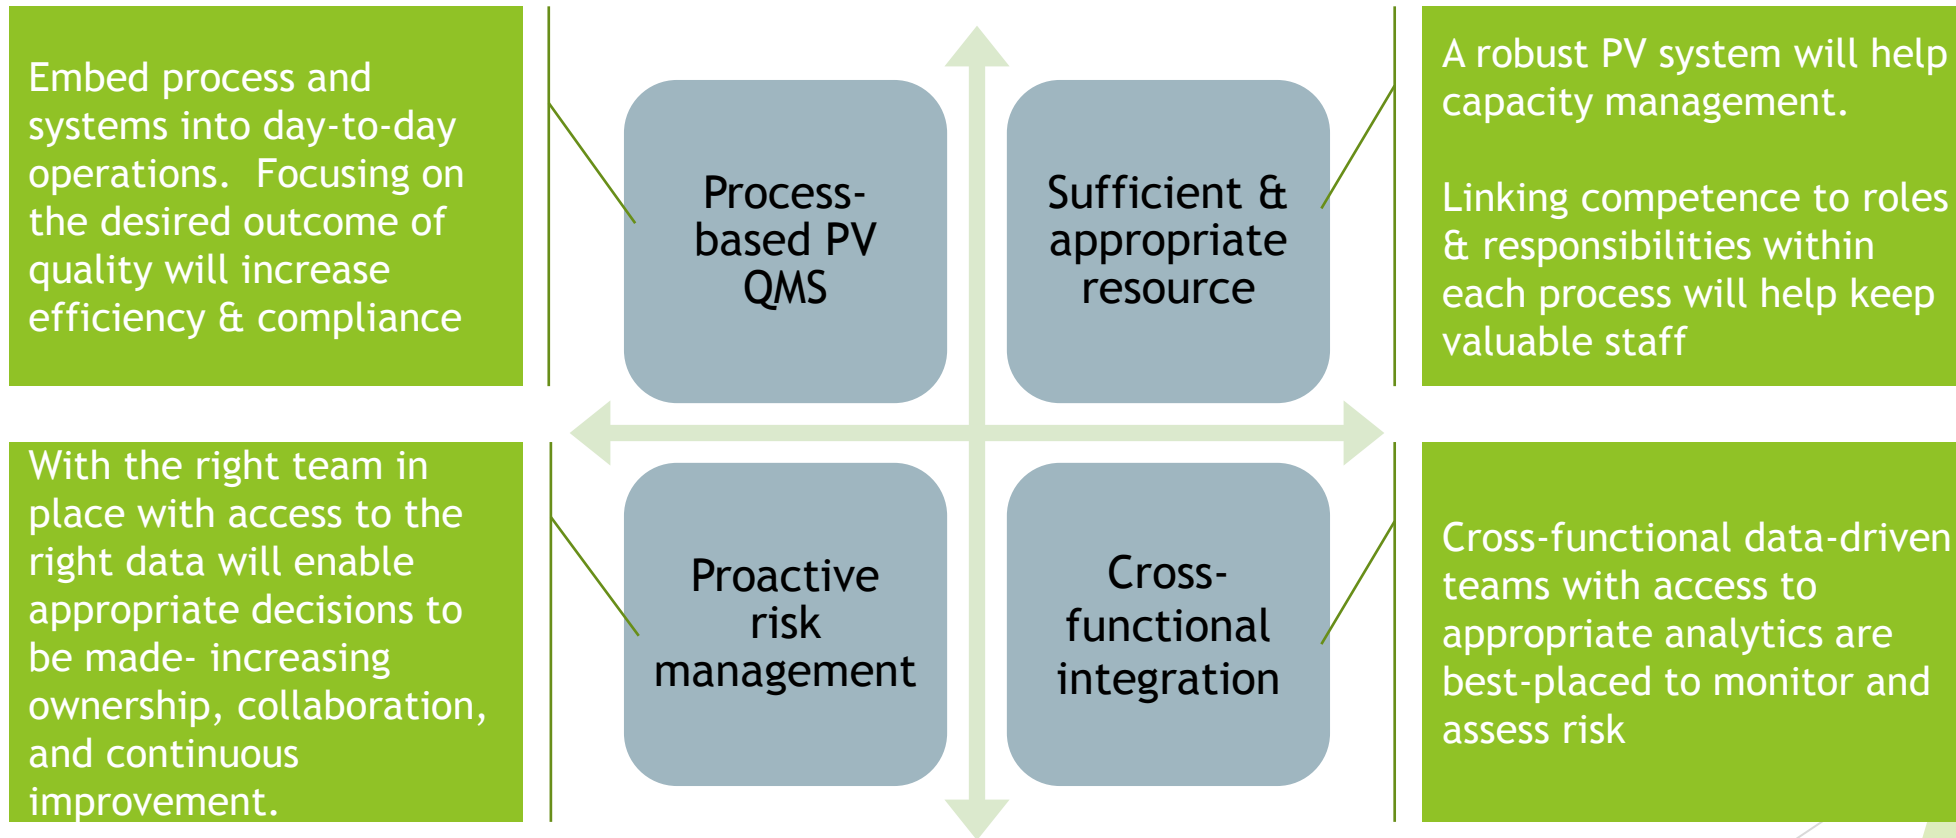 Embed process and
systems into day-to-day
operations.  Focusing on
the desired outcome of
quality will increase
efficiency & compliance
Process-
based PV
QMS
Sufficient &
appropriate
resource
A robust PV system will help
capacity management.
Linking competence to roles
& responsibilities within
each process will help keep
valuable staff
With the right team in
place with access to the
right data will enable
appropriate decisions to
be made- increasing
ownership, collaboration,
and continuous
improvement.
Proactive
risk
management
Cross-
functional
integration
Cross-functional data-driven
teams with access to
appropriate analytics are
best-placed to monitor and
assess risk